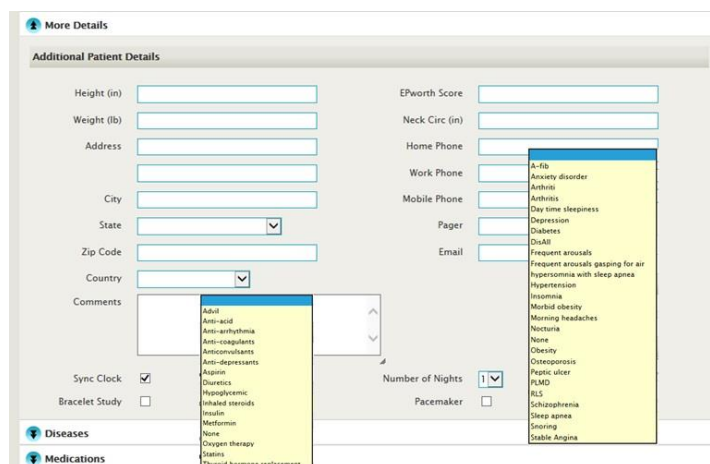 More Details
Additional Patient Details
Height (in)
EPworth Score
Weight (lb)
Neck Circ (in)
Address
Home Phone
Work Phone
City
Mobile Phone
State
Pager
Zip Code
Email
Country
Comments
A-fib
Anxiety disorder
Arthriti
Arthritis
Day time sleepiness
Depression
Diabetes
DisAll
Frequent arousals
Frequent arousals gasping for air
hypersomnia with sleep apnea
Hypertension
Insomnia
Morbid obesity
Morning headaches
Nocturia
None
Obesity
Osteoporosis
Peptic ulcer
PLMD
RLS
Schizophrenia
Sleep apnea
Snoring
Stable Angina
Advil
Anti-acid
Anti-arrhythmia
Anti-coagulants
Anticonvulsants
Anti-depressants
Aspirin
Diuretics
Hypoglycemic
Inhaled steroids
Insulin
Metformin
None
Oxygen therapy
Statins
Thyroid hormone replacement
Sync Clock
Number of Nights 1
Bracelet Study
Pacemaker
Diseases
Medications